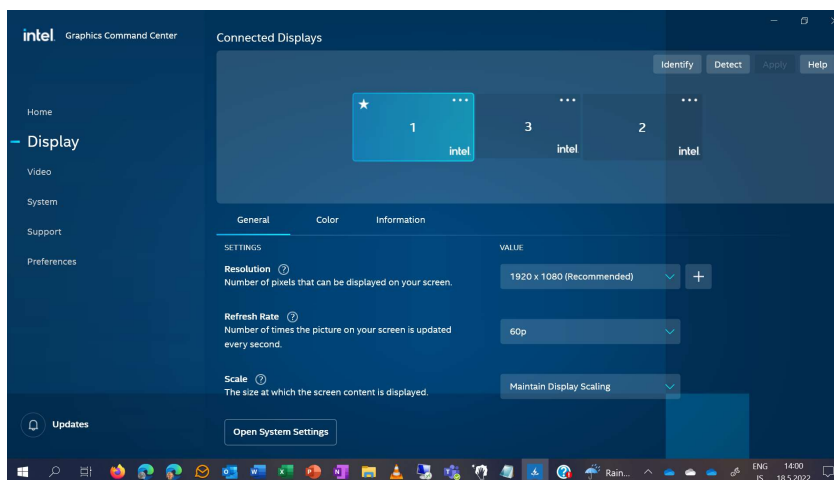 intel. Graphics Command Center
Connected Displays
Identify Detect Apply Help
1 3 2
intel intel intel
Home
Display
Video
System
Support
Preferences
General Color Information
SETTINGS VALUE
Resolution ?
Number of pixels that can be displayed on your screen.
1920 x 1080 (Recommended)
Refresh Rate ?
Number of times the picture on your screen is updated
every second.
60p
Scale ?
The size at which the screen content is displayed.
Maintain Display Scaling
Open System Settings
Updates
Rain...
ENG 14:00
IS 18.5.2022